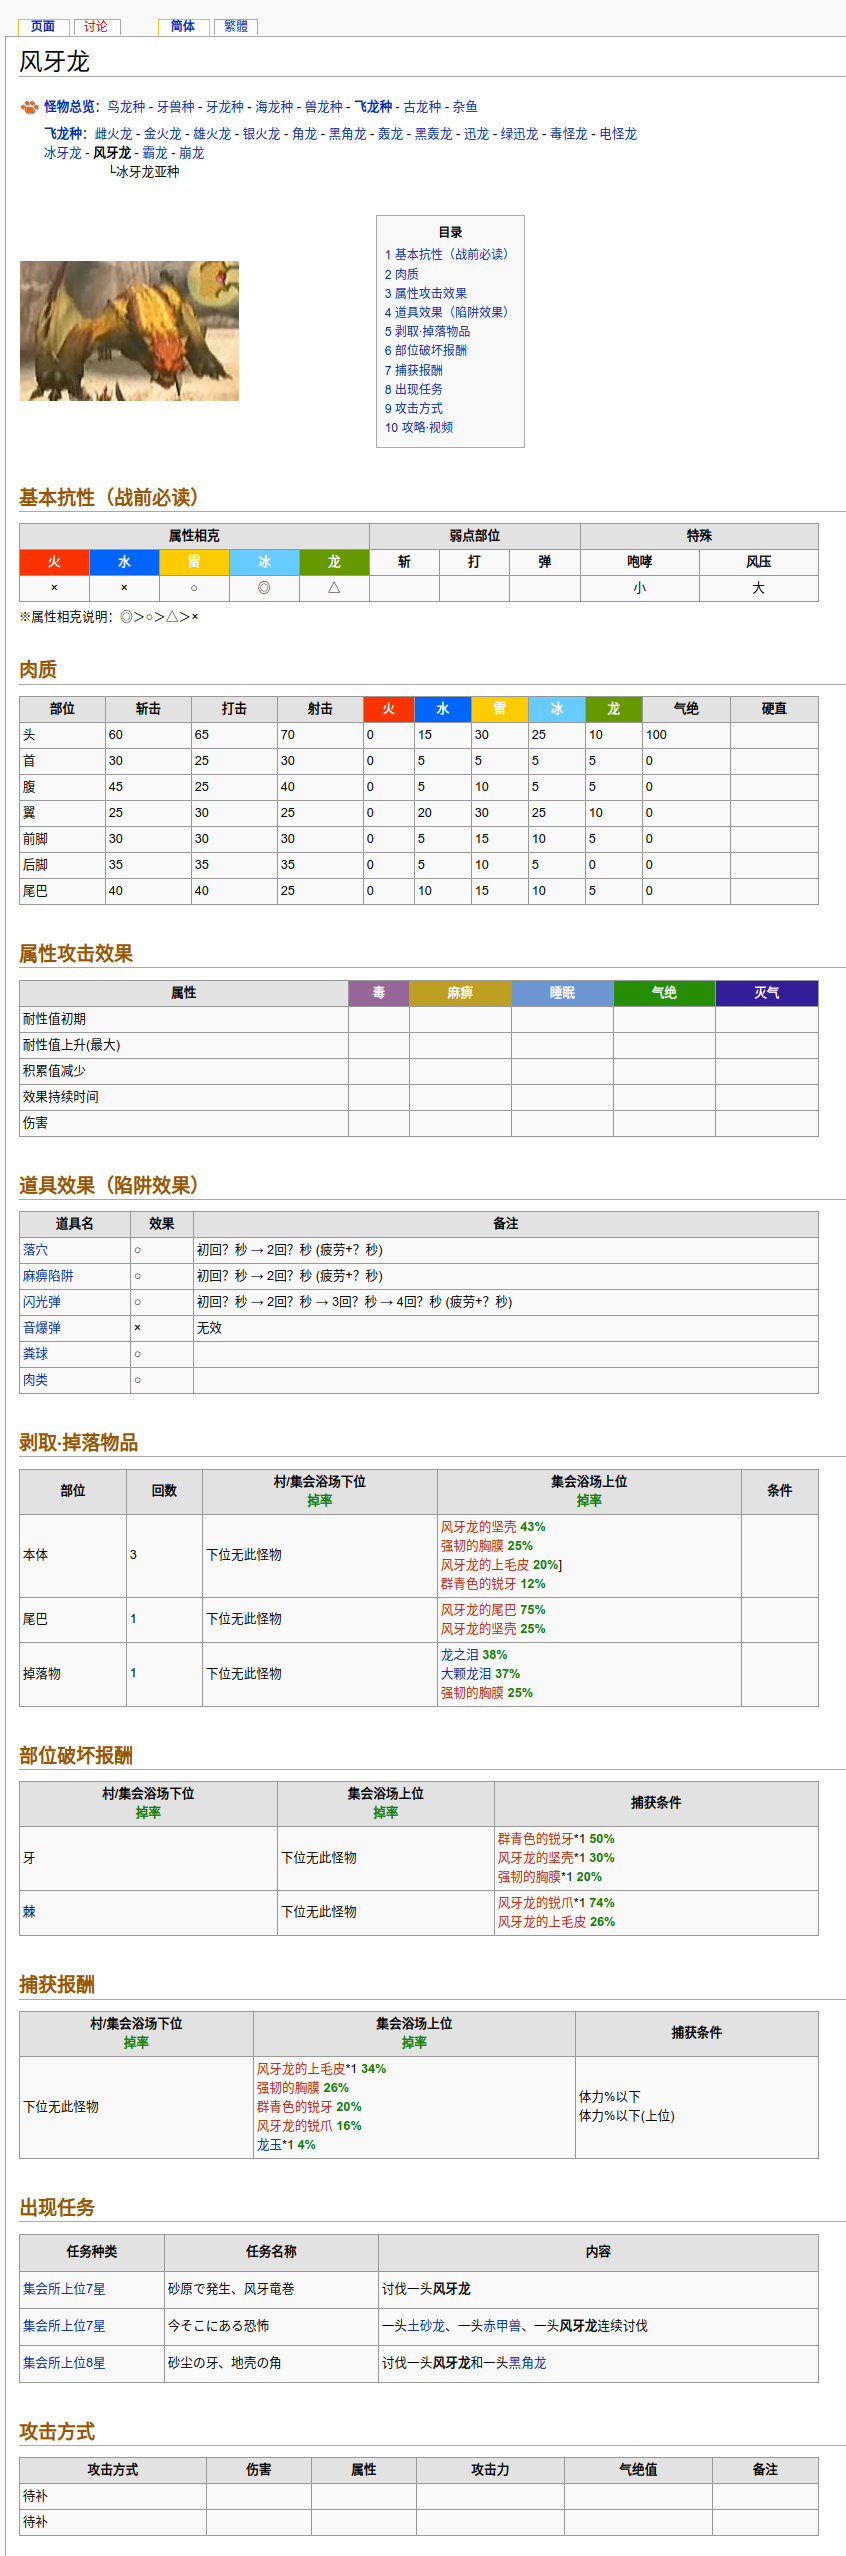 页面 讨论 简体 繁體
风牙龙
怪物总览：鸟龙种 - 牙兽种 - 牙龙种 - 海龙种 - 兽龙种 - 飞龙种 - 古龙种 - 杂鱼
飞龙种：雌火龙 - 金火龙 - 雄火龙 - 银火龙 - 角龙 - 黑角龙 - 轰龙 - 黑轰龙 - 迅龙 - 绿迅龙 - 毒怪龙 - 电怪龙
冰牙龙 - 风牙龙 - 霸龙 - 崩龙
└冰牙龙亚种
目录
1 基本抗性（战前必读）
2 肉质
3 属性攻击效果
4 道具效果（陷阱效果）
5 剥取·掉落物品
6 部位破坏报酬
7 捕获报酬
8 出现任务
9 攻击方式
10 攻略·视频
基本抗性（战前必读）
属性相克 弱点部位 特殊
火 水 雷 冰 龙 斩 打 弹 咆哮 风压
× × ○ ◎ △ 小 大
※属性相克说明：◎＞○＞△＞×
肉质
部位 斩击 打击 射击 火 水 雷 冰 龙 气绝 硬直
头 60 65 70 0 15 30 25 10 100
首 30 25 30 0 5 5 5 5 0
腹 45 25 40 0 5 10 5 5 0
翼 25 30 25 0 20 30 25 10 0
前脚 30 30 30 0 5 15 10 5 0
后脚 35 35 35 0 5 10 5 0 0
尾巴 40 40 25 0 10 15 10 5 0
属性攻击效果
属性 毒 麻痹 睡眠 气绝 灭气
耐性值初期
耐性值上升(最大)
积累值减少
效果持续时间
伤害
道具效果（陷阱效果）
道具名 效果 备注
落穴 ○ 初回？秒 → 2回？秒 (疲劳+？秒)
麻痹陷阱 ○ 初回？秒 → 2回？秒 (疲劳+？秒)
闪光弹 ○ 初回？秒 → 2回？秒 → 3回？秒 → 4回？秒 (疲劳+？秒)
音爆弹 × 无效
粪球 ○
肉类 ○
剥取·掉落物品
部位 回数 村/集会浴场下位 集会浴场上位 条件
掉率 掉率
本体 3 下位无此怪物 风牙龙的坚壳 43%
强韧的胸膜 25%
风牙龙的上毛皮 20%]
群青色的锐牙 12%
尾巴 1 下位无此怪物 风牙龙的尾巴 75%
风牙龙的坚壳 25%
掉落物 1 下位无此怪物 龙之泪 38%
大颗龙泪 37%
强韧的胸膜 25%
部位破坏报酬
村/集会浴场下位 集会浴场上位 捕获条件
掉率 掉率
牙 下位无此怪物 群青色的锐牙*1 50%
风牙龙的坚壳*1 30%
强韧的胸膜*1 20%
棘 下位无此怪物 风牙龙的锐爪*1 74%
风牙龙的上毛皮 26%
捕获报酬
村/集会浴场下位 集会浴场上位 捕获条件
掉率 掉率
下位无此怪物 风牙龙的上毛皮*1 34%
强韧的胸膜 26%
群青色的锐牙 20%
风牙龙的锐爪 16%
龙玉*1 4%
体力%以下
体力%以下(上位)
出现任务
任务种类 任务名称 内容
集会所上位7星 砂原で発生、风牙竜巻 讨伐一头风牙龙
集会所上位7星 今そこにある恐怖 一头土砂龙、一头赤甲兽、一头风牙龙连续讨伐
集会所上位8星 砂尘の牙、地壳の角 讨伐一头风牙龙和一头黑角龙
攻击方式
攻击方式 伤害 属性 攻击力 气绝值 备注
待补
待补